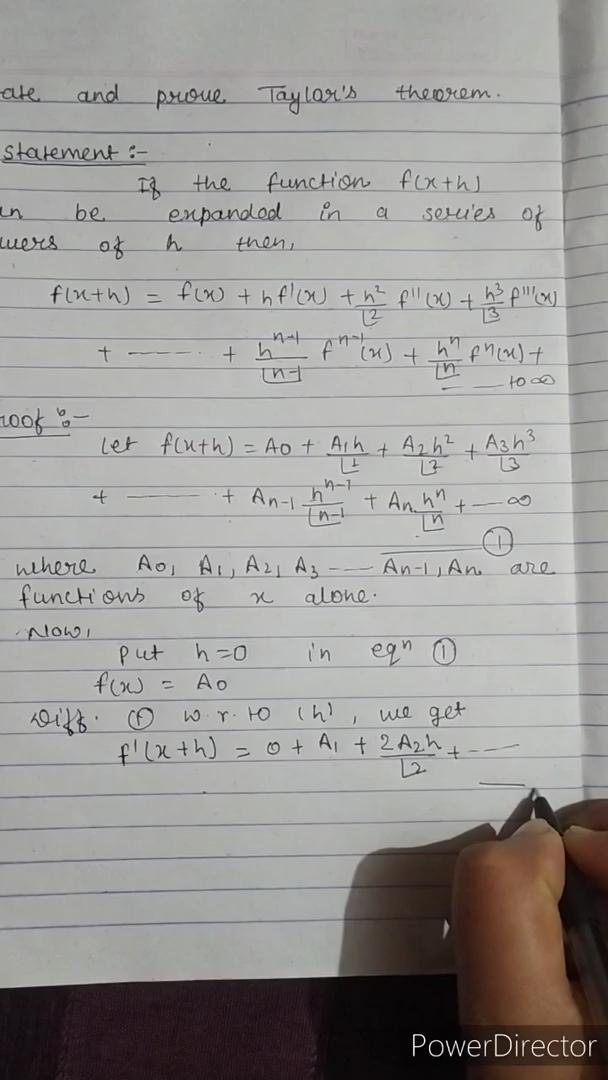 ate and prove Taylor's theorem.
Statement :-
If the function f(x+h)
an be expanded in a series of
wers of h then,
f(x+h) = f(x) + hf'(x) + h²/⌊2 f''(x) + h³/⌊3 f'''(x)
+ ------ + hⁿ⁻¹/⌊n-1 fⁿ⁻¹(x) + hⁿ/⌊n fⁿ(x) +
----- to ∞
roof :-
Let f(x+h) = A0 + A1h/⌊1 + A2h²/⌊2 + A3h³/⌊3
+ ------ + An-1 hⁿ⁻¹/⌊n-1 + An hⁿ/⌊n + --- ∞
①
where A0, A1, A2, A3 ---- An-1, An are
functions of x alone.
Now,
put h=0 in eqⁿ ①
f(x) = A0
Diff. ① w.r.to (h), we get
f'(x+h) = 0 + A1 + 2A2h/⌊2 + ----
PowerDirector